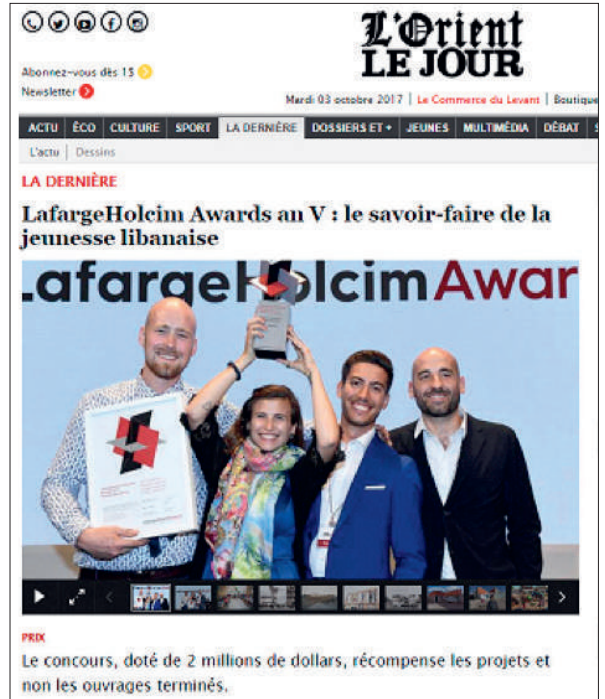 L'Orient
LE JOUR
Abonnez-vous dès 1$
Newsletter
Mardi 03 octobre 2017 | Le Commerce du Levant | Boutique
ACTU ÉCO CULTURE SPORT LA DERNIÈRE DOSSIERS ET + JEUNES MULTIMÉDIA DÉBAT
L'actu | Dessins
LA DERNIÈRE
LafargeHolcim Awards an V : le savoir-faire de la
jeunesse libanaise
LafargeHolcim Awar
PRIX
Le concours, doté de 2 millions de dollars, récompense les projets et
non les ouvrages terminés.